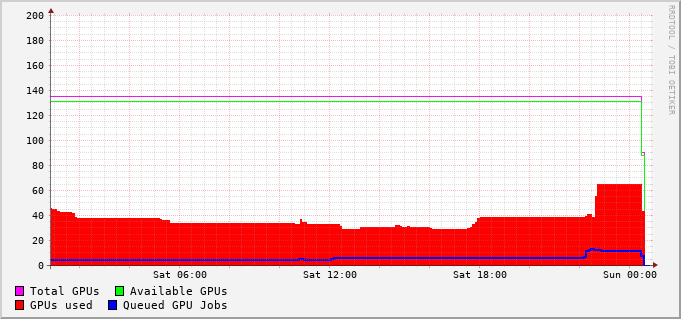 200
180
160
140
120
100
80
60
40
20
0
Sat 06:00 Sat 12:00 Sat 18:00 Sun 00:00
Total GPUs Available GPUs
GPUs used Queued GPU Jobs
RRDTOOL / TOBI OETIKER